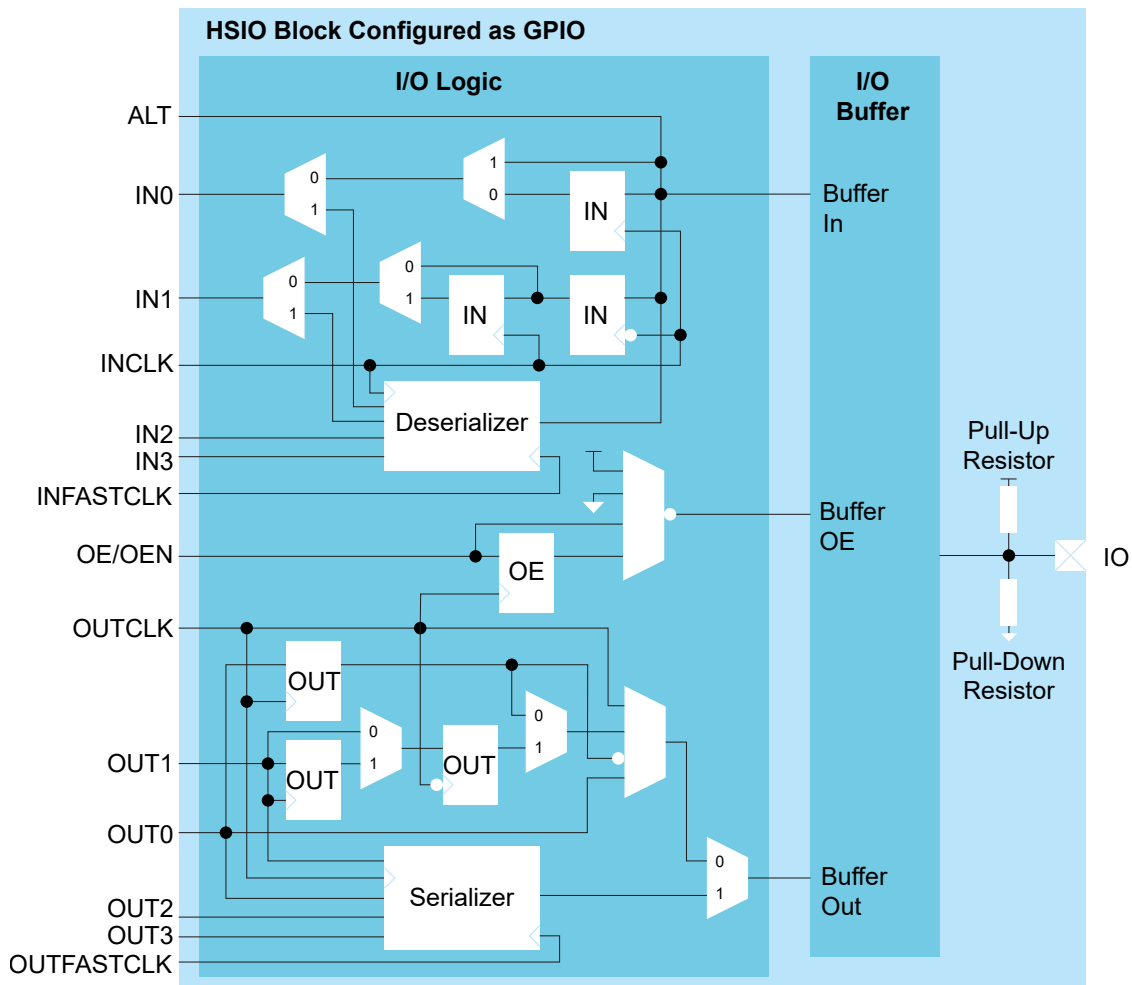 HSIO Block Configured as GPIO
I/O Logic
I/O
Buffer
ALT
1
0
0
1
IN0
IN
Buffer
In
0
0
1
1
IN1
IN
IN
INCLK
Deserializer
IN2
IN3
INFASTCLK
Pull-Up
Resistor
Buffer
OE
OE/OEN
OE
IO
OUTCLK
Pull-Down
Resistor
OUT
0
0
1
1
OUT1
OUT
OUT
OUT0
0
1
Buffer
Out
Serializer
OUT2
OUT3
OUTFASTCLK